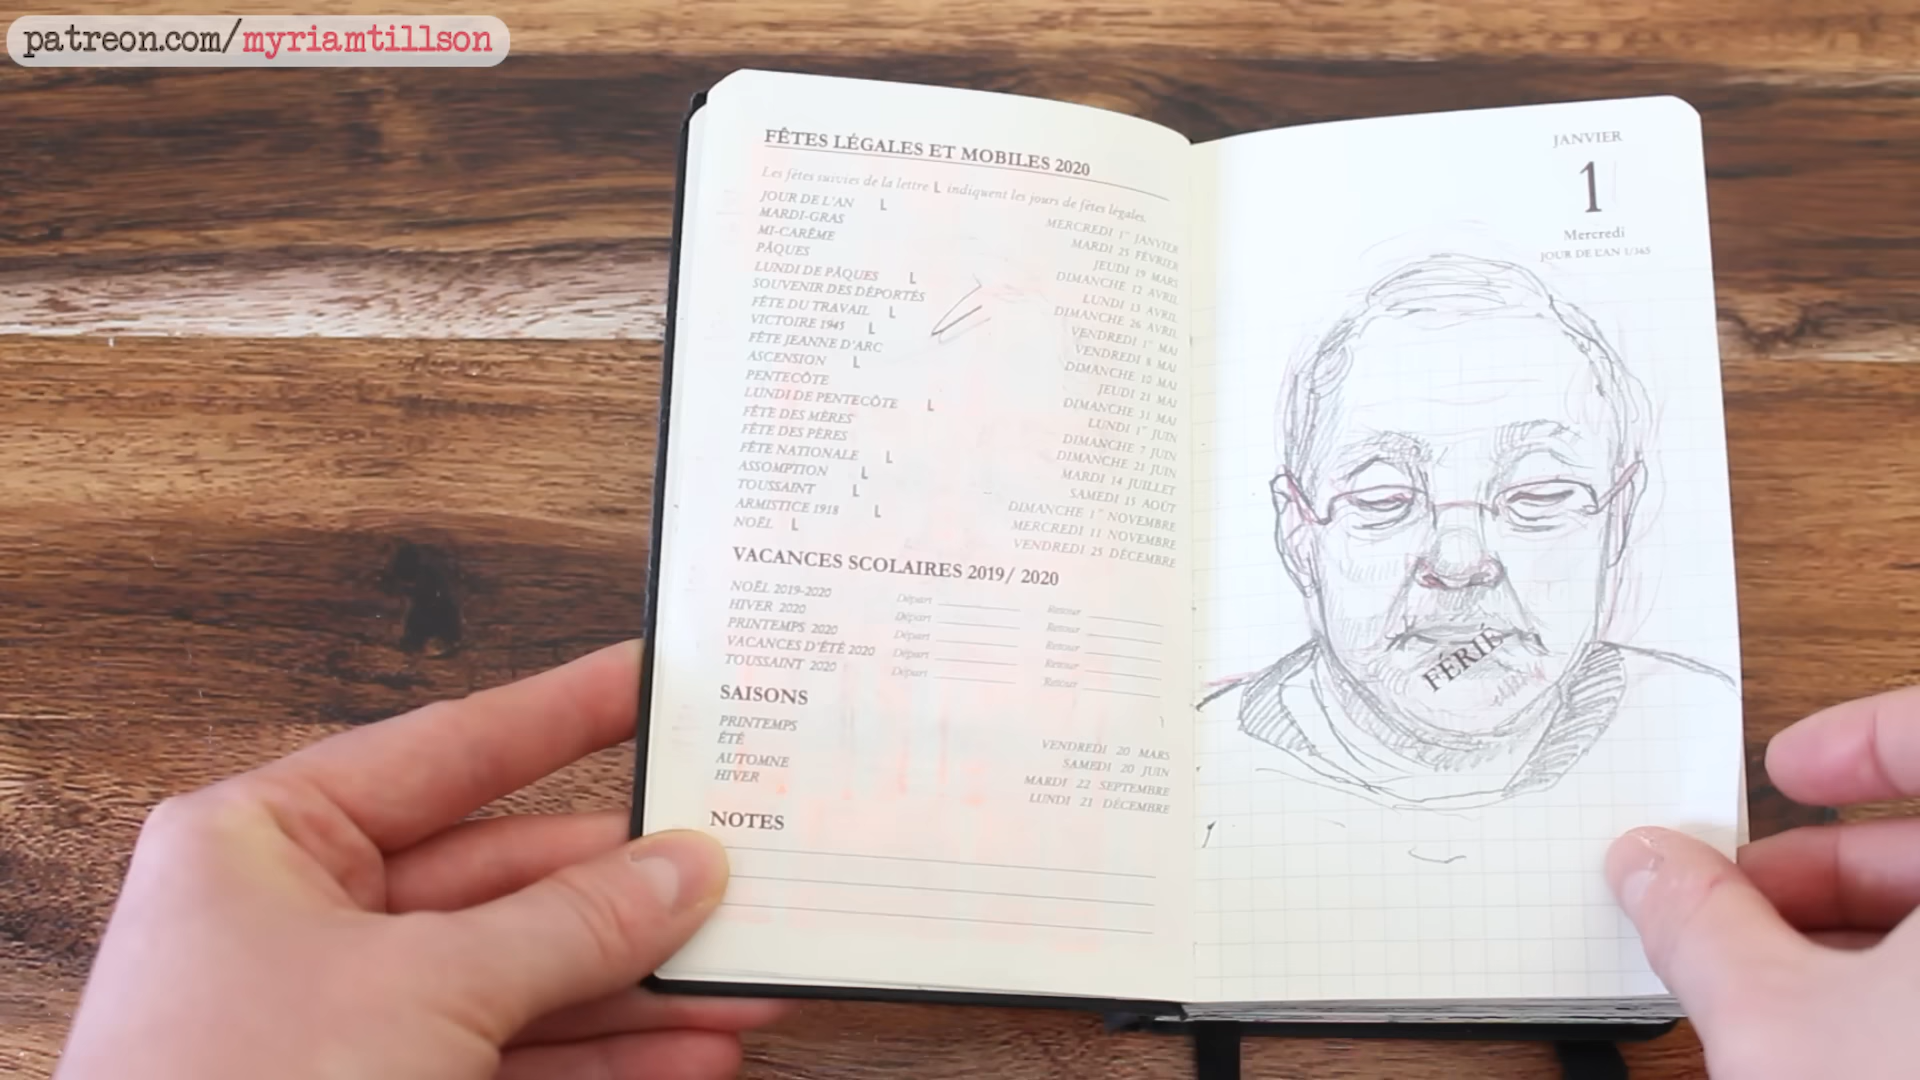 patreon.com/myriamtillson
FÊTES LÉGALES ET MOBILES 2020
Les fêtes suivies de la lettre L indiquent les jours de fêtes légales.
JOUR DE L'AN L MERCREDI 1er JANVIER
MARDI-GRAS MARDI 25 FÉVRIER
MI-CARÊME JEUDI 19 MARS
PÂQUES DIMANCHE 12 AVRIL
LUNDI DE PÂQUES L LUNDI 13 AVRIL
SOUVENIR DES DÉPORTÉS DIMANCHE 26 AVRIL
FÊTE DU TRAVAIL L VENDREDI 1er MAI
VICTOIRE 1945 L VENDREDI 8 MAI
FÊTE JEANNE D'ARC DIMANCHE 10 MAI
ASCENSION L JEUDI 21 MAI
PENTECÔTE DIMANCHE 31 MAI
LUNDI DE PENTECÔTE L LUNDI 1er JUIN
FÊTE DES MÈRES DIMANCHE 7 JUIN
FÊTE DES PÈRES DIMANCHE 21 JUIN
FÊTE NATIONALE L MARDI 14 JUILLET
ASSOMPTION L SAMEDI 15 AOÛT
TOUSSAINT L DIMANCHE 1er NOVEMBRE
ARMISTICE 1918 L MERCREDI 11 NOVEMBRE
NOËL L VENDREDI 25 DÉCEMBRE
VACANCES SCOLAIRES 2019/ 2020
NOËL 2019-2020 Départ Retour
HIVER 2020 Départ Retour
PRINTEMPS 2020 Départ Retour
VACANCES D'ÉTÉ 2020 Départ Retour
TOUSSAINT 2020 Départ Retour
SAISONS
PRINTEMPS VENDREDI 20 MARS
ÉTÉ SAMEDI 20 JUIN
AUTOMNE MARDI 22 SEPTEMBRE
HIVER LUNDI 21 DÉCEMBRE
NOTES
JANVIER
1
Mercredi
JOUR DE L'AN 1/365
FÉRIÉ